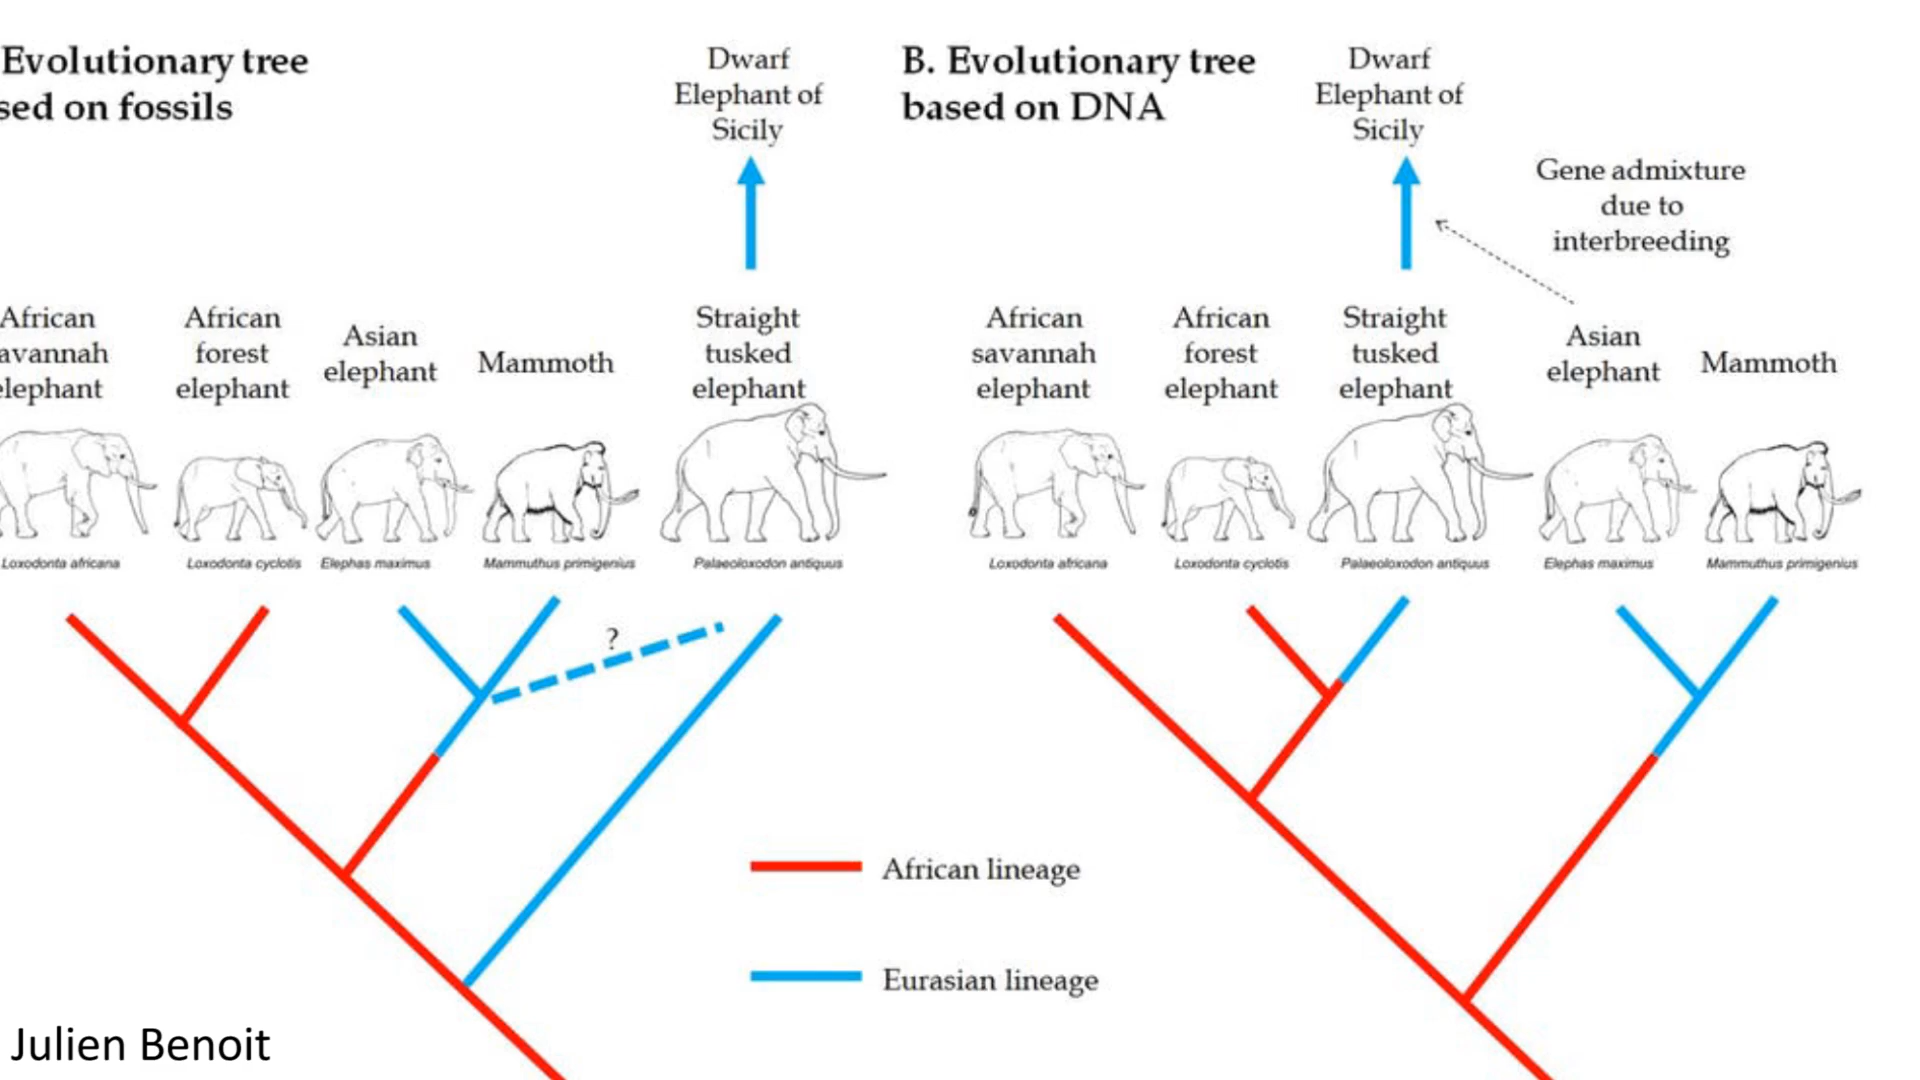 Evolutionary tree
sed on fossils
Dwarf
Elephant of
Sicily
African
avannah
elephant
African
forest
elephant
Asian
elephant
Mammoth
Straight
tusked
elephant
Loxodonta africana
Loxodonta cyclotis
Elephas maximus
Mammuthus primigenius
Palaeoloxodon antiquus
?
B. Evolutionary tree
based on DNA
Dwarf
Elephant of
Sicily
Gene admixture
due to
interbreeding
African
savannah
elephant
African
forest
elephant
Straight
tusked
elephant
Asian
elephant
Mammoth
Loxodonta africana
Loxodonta cyclotis
Palaeoloxodon antiquus
Elephas maximus
Mammuthus primigenius
African lineage
Eurasian lineage
Julien Benoit